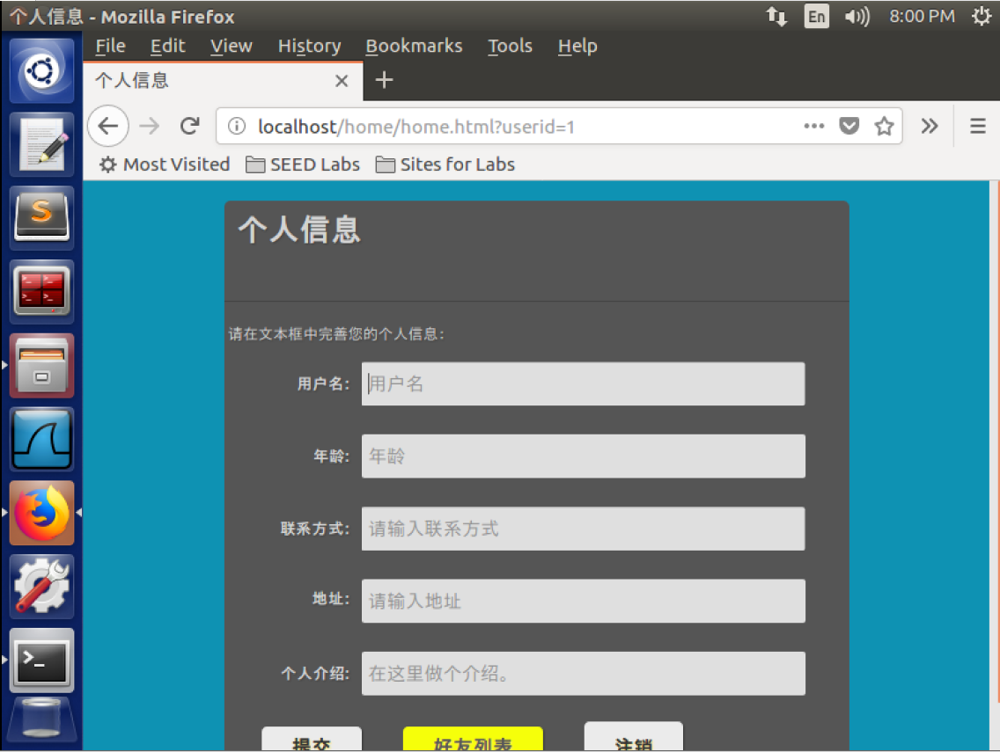 个人信息 - Mozilla Firefox En 8:00 PM
File Edit View History Bookmarks Tools Help
个人信息
localhost/home/home.html?userid=1
Most Visited SEED Labs Sites for Labs
个人信息
请在文本框中完善您的个人信息：
用户名： 用户名
年龄： 年龄
联系方式： 请输入联系方式
地址： 请输入地址
个人介绍： 在这里做个介绍。
提交 好友列表 注销